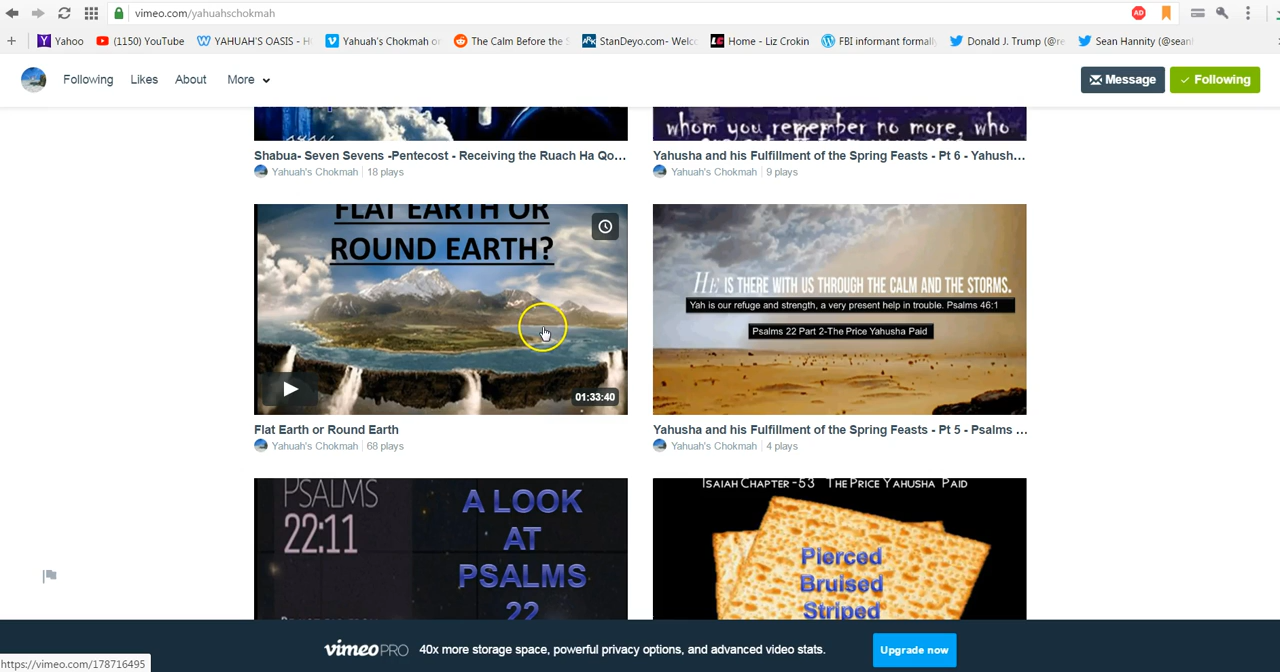 vimeo.com/yahuahschokmah
AD
Yahoo
(1150) YouTube
YAHUAH'S OASIS - H
Yahuah's Chokmah o
The Calm Before the S
StanDeyo.com- Welc
Home - Liz Crokin
FBI informant formall
Donald J. Trump (@re
Sean Hannity (@sean
Following
Likes
About
More
Message
Following
whom you remember no more, who
Shabua- Seven Sevens -Pentecost - Receiving the Ruach Ha Qo...
Yahuah's Chokmah
18 plays
Yahusha and his Fulfillment of the Spring Feasts - Pt 6 - Yahush...
Yahuah's Chokmah
9 plays
FLAT EARTH OR
ROUND EARTH?
01:33:40
Flat Earth or Round Earth
Yahuah's Chokmah
68 plays
HE IS THERE WITH US THROUGH THE CALM AND THE STORMS.
Yah is our refuge and strength, a very present help in trouble. Psalms 46:1
Psalms 22 Part 2-The Price Yahusha Paid
Yahusha and his Fulfillment of the Spring Feasts - Pt 5 - Psalms ...
Yahuah's Chokmah
4 plays
PSALMS
22:11
A LOOK
AT
PSALMS
22
ISAIAH CHAPTER -53 THE PRICE YAHUSHA PAID
Pierced
Bruised
Striped
vimeo PRO
40x more storage space, powerful privacy options, and advanced video stats.
Upgrade now
https://vimeo.com/178716495